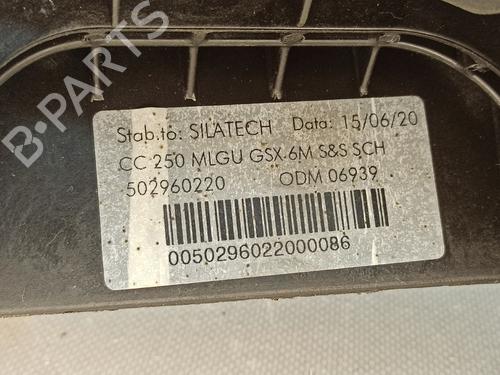 B-PARTS
Stab.to: SILATECH Data: 15/06/20
CC 250 MLGU GSX 6M S&S SCH
502960220 ODM 06939
0050296022000086